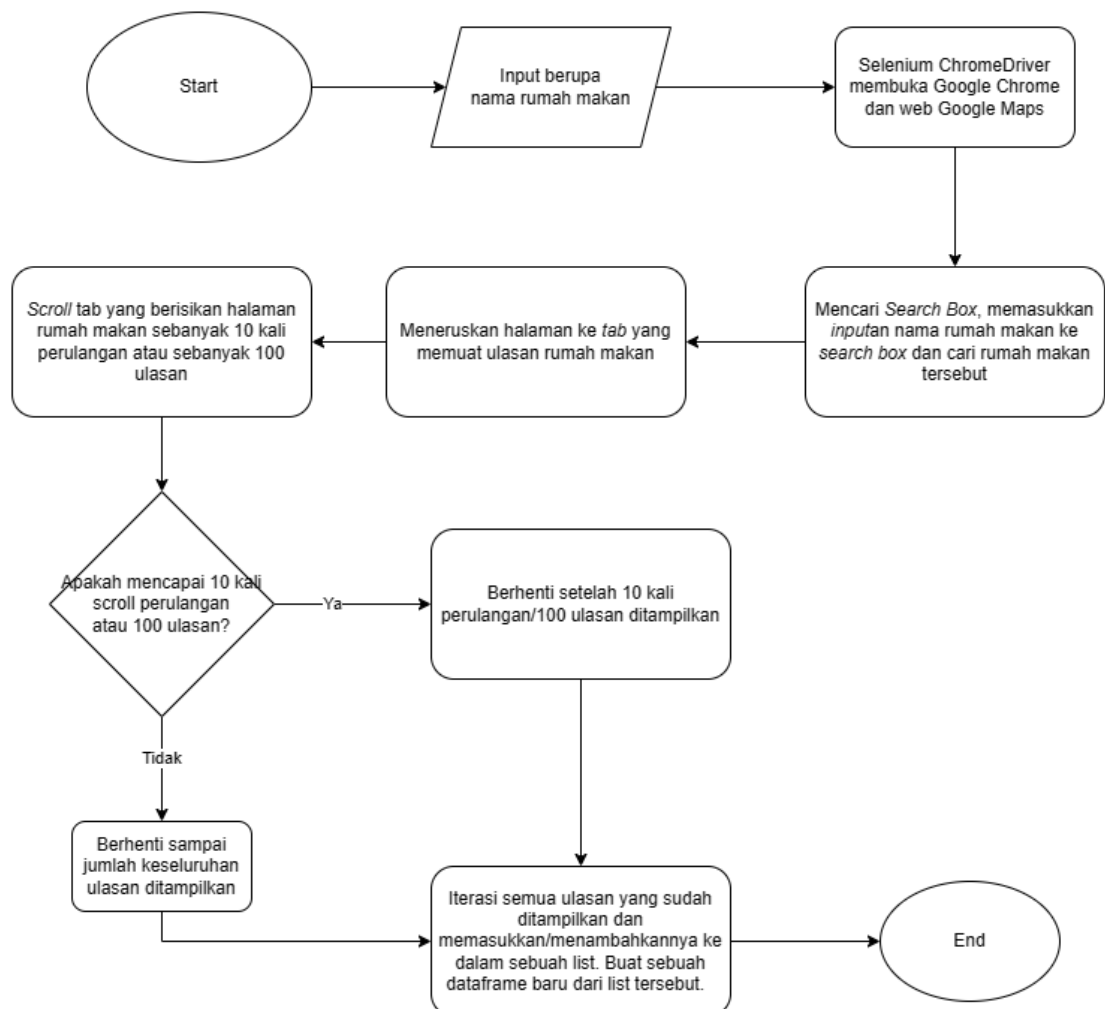 Start
Input berupa
nama rumah makan
Selenium ChromeDriver
membuka Google Chrome
dan web Google Maps
Mencari Search Box, memasukkan
inputan nama rumah makan ke
search box dan cari rumah makan
tersebut
Meneruskan halaman ke tab yang
memuat ulasan rumah makan
Scroll tab yang berisikan halaman
rumah makan sebanyak 10 kali
perulangan atau sebanyak 100
ulasan
Apakah mencapai 10 kali
scroll perulangan
atau 100 ulasan?
Ya
Berhenti setelah 10 kali
perulangan/100 ulasan ditampilkan
Tidak
Berhenti sampai
jumlah keseluruhan
ulasan ditampilkan
Iterasi semua ulasan yang sudah
ditampilkan dan
memasukkan/menambahkannya ke
dalam sebuah list. Buat sebuah
dataframe baru dari list tersebut.
End